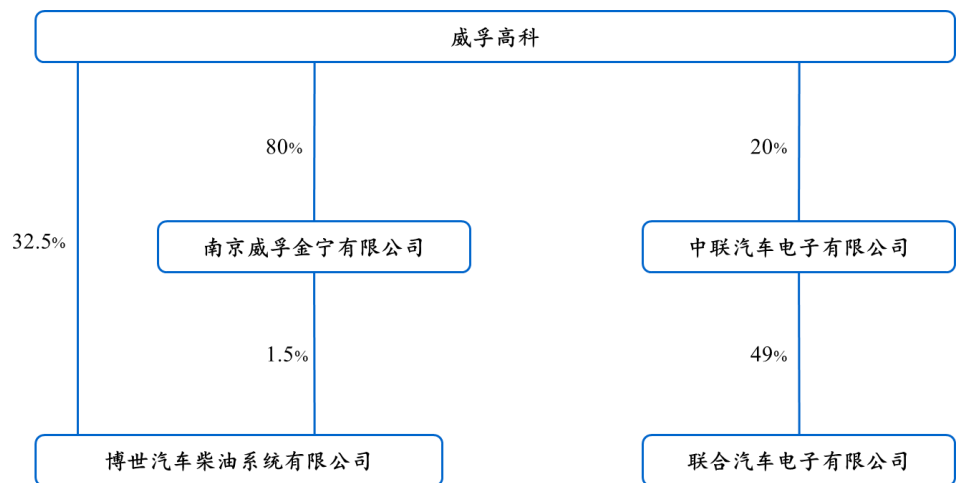 威孚高科
80%
20%
32.5%
南京威孚金宁有限公司
中联汽车电子有限公司
1.5%
49%
博世汽车柴油系统有限公司
联合汽车电子有限公司